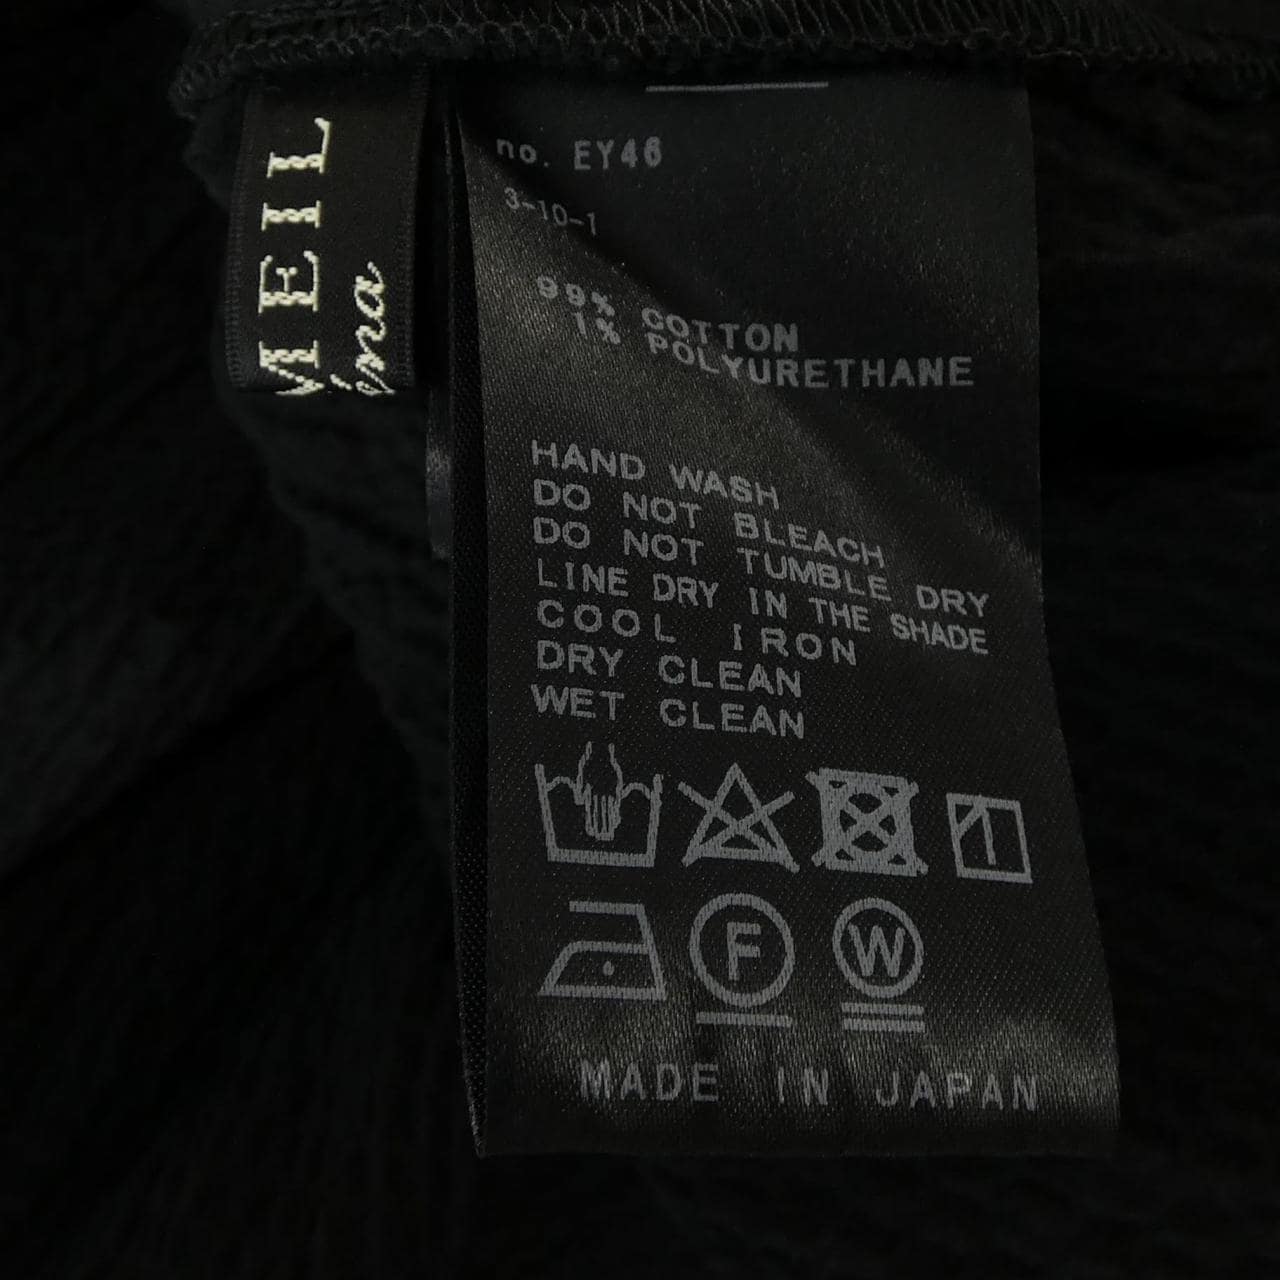 MEIL
ina
no. EY46
3-10-1
99% COTTON
1% POLYURETHANE
HAND WASH
DO NOT BLEACH
DO NOT TUMBLE DRY
LINE DRY IN THE SHADE
COOL IRON
DRY CLEAN
WET CLEAN
F
W
MADE IN JAPAN